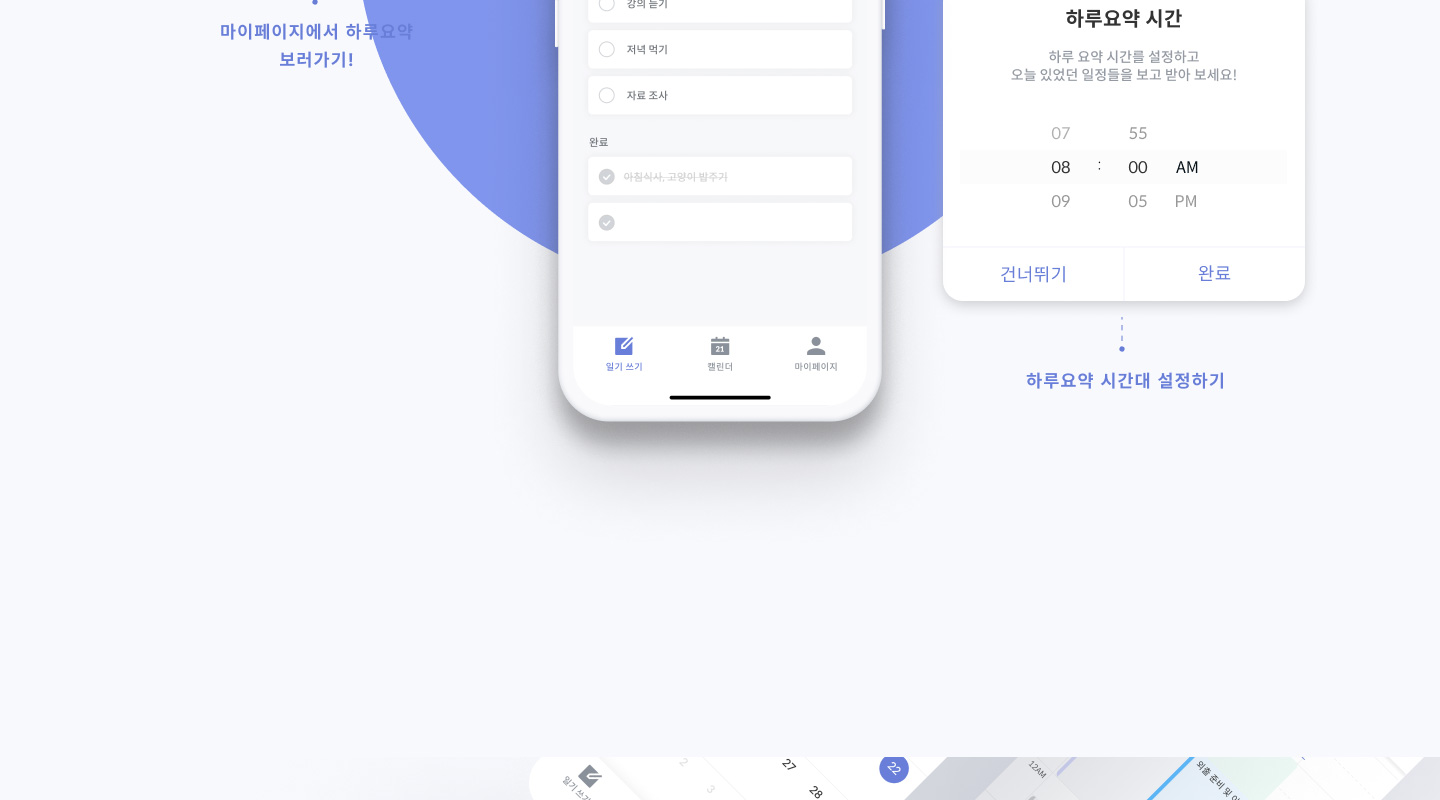 마이페이지에서 하루요약
보러가기!
강의 듣기
저녁 먹기
자료 조사
완료
아침식사, 고양이 밥주기
일기 쓰기
캘린더
21
마이페이지
하루요약 시간
하루 요약 시간를 설정하고
오늘 있었던 일정들을 보고 받아 보세요!
07 55
08 : 00 AM
09 05 PM
건너뛰기
완료
하루요약 시간대 설정하기
일기 쓰기
2
3
27
28
22
12AM
외출 준비 및